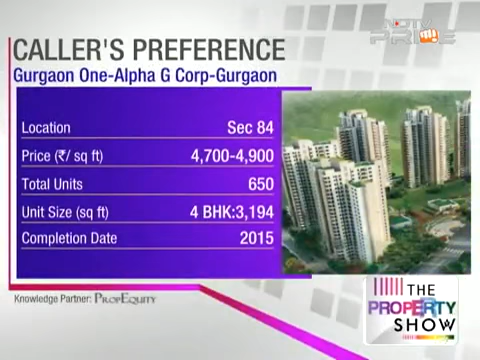 NDTV
PRIME
CALLER'S PREFERENCE
Gurgaon One-Alpha G Corp-Gurgaon
Location Sec 84
Price (₹/ sq ft) 4,700-4,900
Total Units 650
Unit Size (sq ft) 4 BHK:3,194
Completion Date 2015
Knowledge Partner: PROPEQUITY
THE
PROPERTY
SHOW